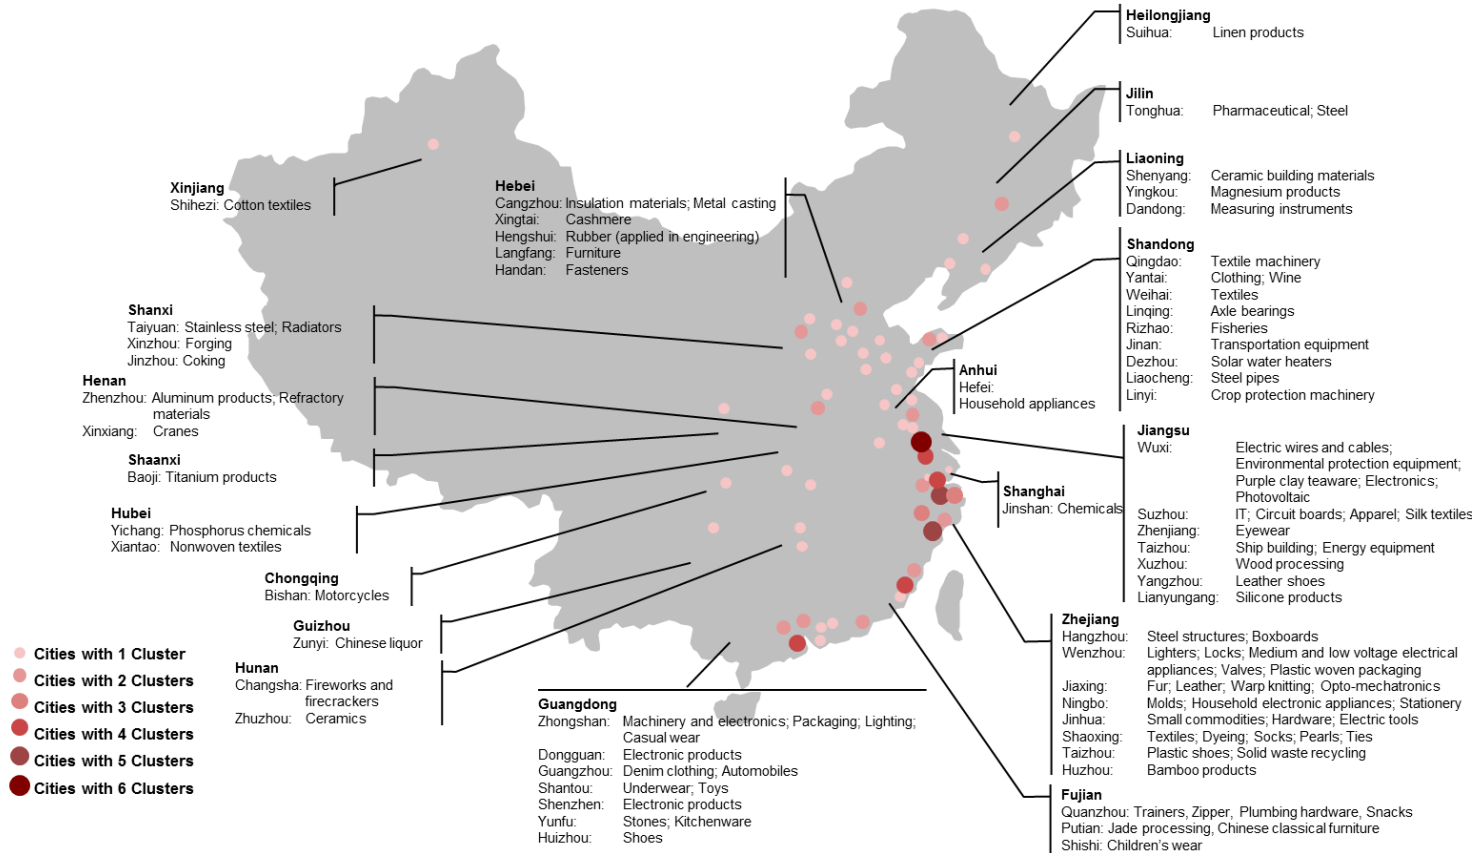 Heilongjiang
Suihua: Linen products
Jilin
Tonghua: Pharmaceutical; Steel
Liaoning
Shenyang: Ceramic building materials
Yingkou: Magnesium products
Dandong: Measuring instruments
Xinjiang
Shihezi: Cotton textiles
Hebei
Cangzhou: Insulation materials; Metal casting
Xingtai: Cashmere
Hengshui: Rubber (applied in engineering)
Langfang: Furniture
Handan: Fasteners
Shandong
Qingdao: Textile machinery
Yantai: Clothing; Wine
Weihai: Textiles
Linqing: Axle bearings
Rizhao: Fisheries
Jinan: Transportation equipment
Dezhou: Solar water heaters
Liaocheng: Steel pipes
Linyi: Crop protection machinery
Shanxi
Taiyuan: Stainless steel; Radiators
Xinzhou: Forging
Jinzhou: Coking
Anhui
Hefei:
Household appliances
Henan
Zhenzhou: Aluminum products; Refractory
materials
Xinxiang: Cranes
Jiangsu
Wuxi: Electric wires and cables;
Environmental protection equipment;
Purple clay teaware; Electronics;
Photovoltaic
Suzhou: IT; Circuit boards; Apparel; Silk textiles
Zhenjiang: Eyewear
Taizhou: Ship building; Energy equipment
Xuzhou: Wood processing
Yangzhou: Leather shoes
Lianyungang: Silicone products
Shaanxi
Baoji: Titanium products
Shanghai
Jinshan: Chemicals
Hubei
Yichang: Phosphorus chemicals
Xiantao: Nonwoven textiles
Chongqing
Bishan: Motorcycles
Guizhou
Zunyi: Chinese liquor
Hunan
Changsha: Fireworks and
firecrackers
Zhuzhou: Ceramics
Zhejiang
Hangzhou: Steel structures; Boxboards
Wenzhou: Lighters; Locks; Medium and low voltage electrical
appliances; Valves; Plastic woven packaging
Jiaxing: Fur; Leather; Warp knitting; Opto-mechatronics
Ningbo: Molds; Household electronic appliances; Stationery
Jinhua: Small commodities; Hardware; Electric tools
Shaoxing: Textiles; Dyeing; Socks; Pearls; Ties
Taizhou: Plastic shoes; Solid waste recycling
Huzhou: Bamboo products
Cities with 1 Cluster
Cities with 2 Clusters
Cities with 3 Clusters
Cities with 4 Clusters
Cities with 5 Clusters
Cities with 6 Clusters
Guangdong
Zhongshan: Machinery and electronics; Packaging; Lighting;
Casual wear
Dongguan: Electronic products
Guangzhou: Denim clothing; Automobiles
Shantou: Underwear; Toys
Shenzhen: Electronic products
Yunfu: Stones; Kitchenware
Huizhou: Shoes
Fujian
Quanzhou: Trainers, Zipper, Plumbing hardware, Snacks
Putian: Jade processing, Chinese classical furniture
Shishi: Children's wear